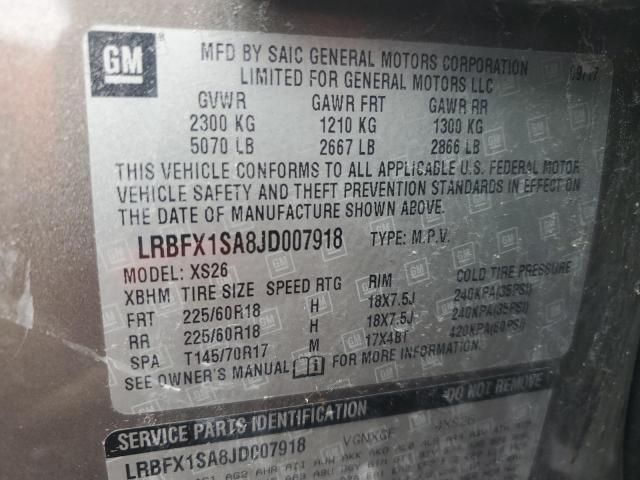 GM
MFD BY SAIC GENERAL MOTORS CORPORATION
LIMITED FOR GENERAL MOTORS LLC 09/17
GVWR GAWR FRT GAWR RR
2300 KG 1210 KG 1300 KG
5070 LB 2667 LB 2866 LB
THIS VEHICLE CONFORMS TO ALL APPLICABLE U.S. FEDERAL MOTOR
VEHICLE SAFETY AND THEFT PREVENTION STANDARDS IN EFFECT ON
THE DATE OF MANUFACTURE SHOWN ABOVE.
LRBFX1SA8JD007918 TYPE: M.P.V.
MODEL: XS26
XBHM TIRE SIZE SPEED RTG RIM COLD TIRE PRESSURE
FRT 225/60R18 H 18X7.5J 240KPA(35PSI)
RR 225/60R18 H 18X7.5J 240KPA(35PSI)
SPA T145/70R17 M 17X4BT 420KPA(60PSI)
SEE OWNER'S MANUAL FOR MORE INFORMATION.
SERVICE PARTS IDENTIFICATION DO NOT REMOVE
LRBFX1SA8JD007918 VGNXGF JXS26